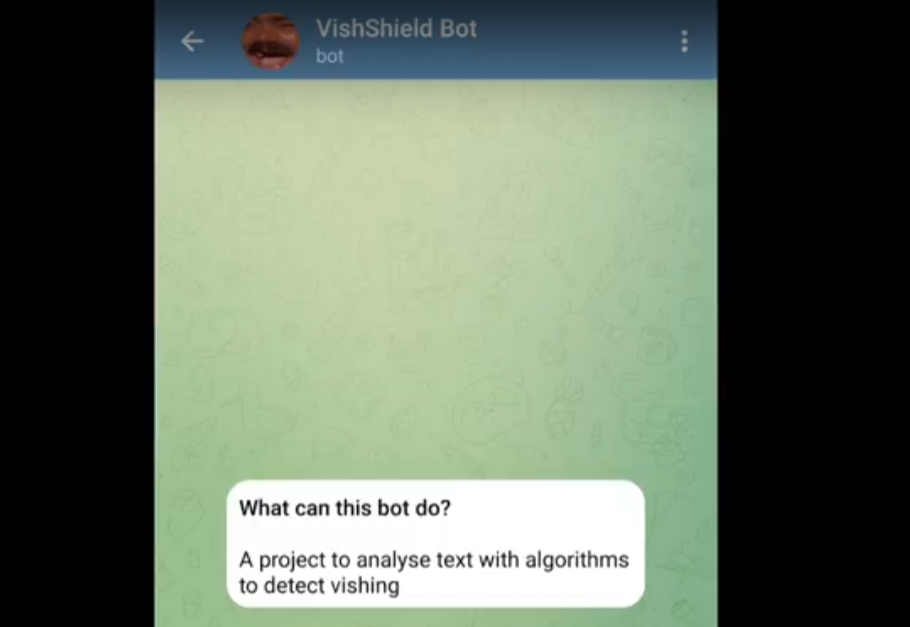 VishShield Bot
bot
What can this bot do?
A project to analyse text with algorithms
to detect vishing